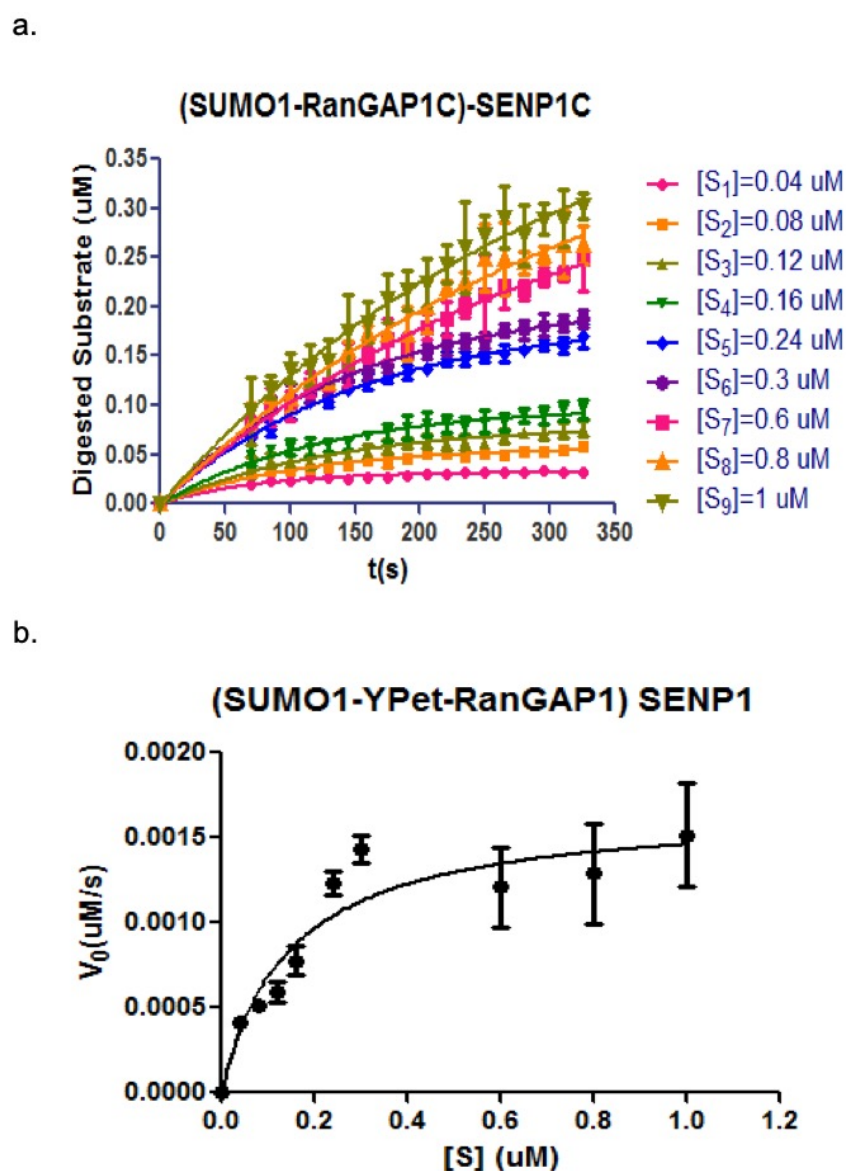 a.
(SUMO1-RanGAP1C)-SENP1C
Digested Substrate (uM)
0.35
0.30
0.25
0.20
0.15
0.10
0.05
0.00
0 50 100 150 200 250 300 350
t(s)
[S1]=0.04 uM
[S2]=0.08 uM
[S3]=0.12 uM
[S4]=0.16 uM
[S5]=0.24 uM
[S6]=0.3 uM
[S7]=0.6 uM
[S8]=0.8 uM
[S9]=1 uM
b.
(SUMO1-YPet-RanGAP1) SENP1
V0(uM/s)
0.0020
0.0015
0.0010
0.0005
0.0000
0.0 0.2 0.4 0.6 0.8 1.0 1.2
[S] (uM)